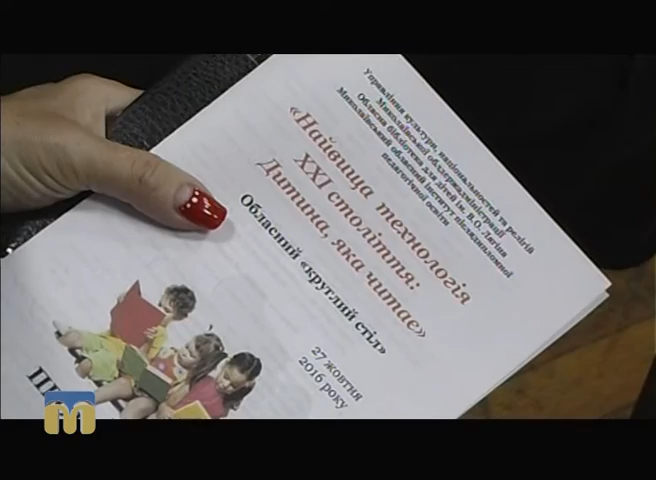 Управління культури, національностей та релігій
Миколаївської облдержадміністрації
Обласна бібліотека для дітей ім. В.О. Лягіна
Миколаївський обласний інститут післядипломної
педагогічної освіти
«Найвища технологія
ХХІ століття:
Дитина, яка читає»
Обласний «круглий стіл»
27 жовтня
2016 року